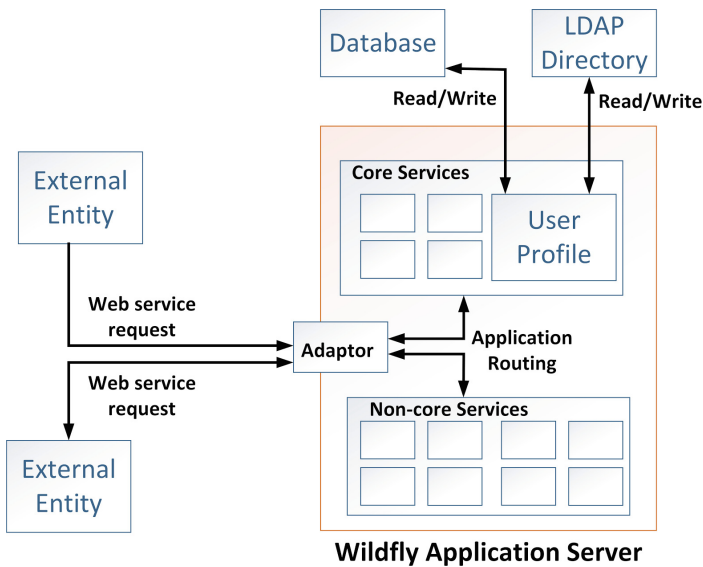 Database
LDAP
Directory
Read/Write
Read/Write
Core Services
User
Profile
External
Entity
Web service
request
Adaptor
Application
Routing
Web service
request
Non-core Services
External
Entity
Wildfly Application Server